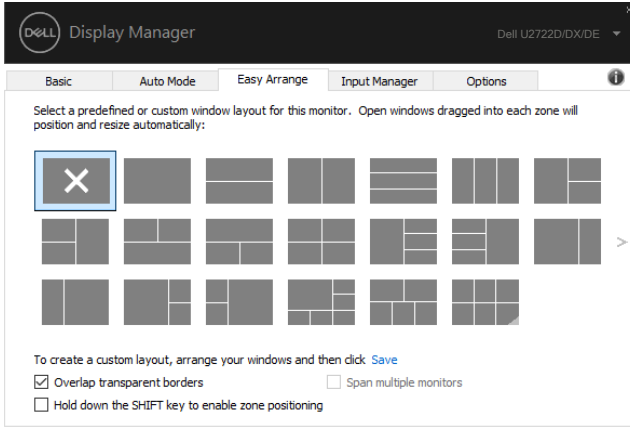 DELL Display Manager
Dell U2722D/DX/DE
Basic Auto Mode Easy Arrange Input Manager Options
Select a predefined or custom window layout for this monitor. Open windows dragged into each zone will
position and resize automatically:
To create a custom layout, arrange your windows and then click Save
Overlap transparent borders
Span multiple monitors
Hold down the SHIFT key to enable zone positioning